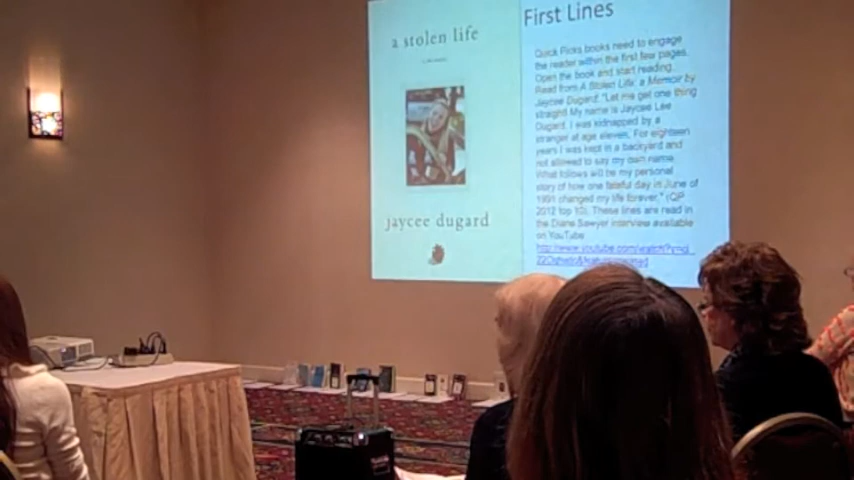 a stolen life
a memoir
jaycee dugard
First Lines
Quick Picks books need to engage
the reader within the first few pages.
Open the book and start reading.
Read from A Stolen Life: a Memoir by
Jaycee Dugard. "Let me get one thing
straight! My name is Jaycee Lee
Dugard. I was kidnapped by a
stranger at age eleven. For eighteen
years I was kept in a backyard and
not allowed to say my own name.
What follows will be my personal
story of how one fateful day in June of
1991 changed my life forever." (QP
2012 top 10). These lines are read in
the Diane Sawyer interview available
on YouTube